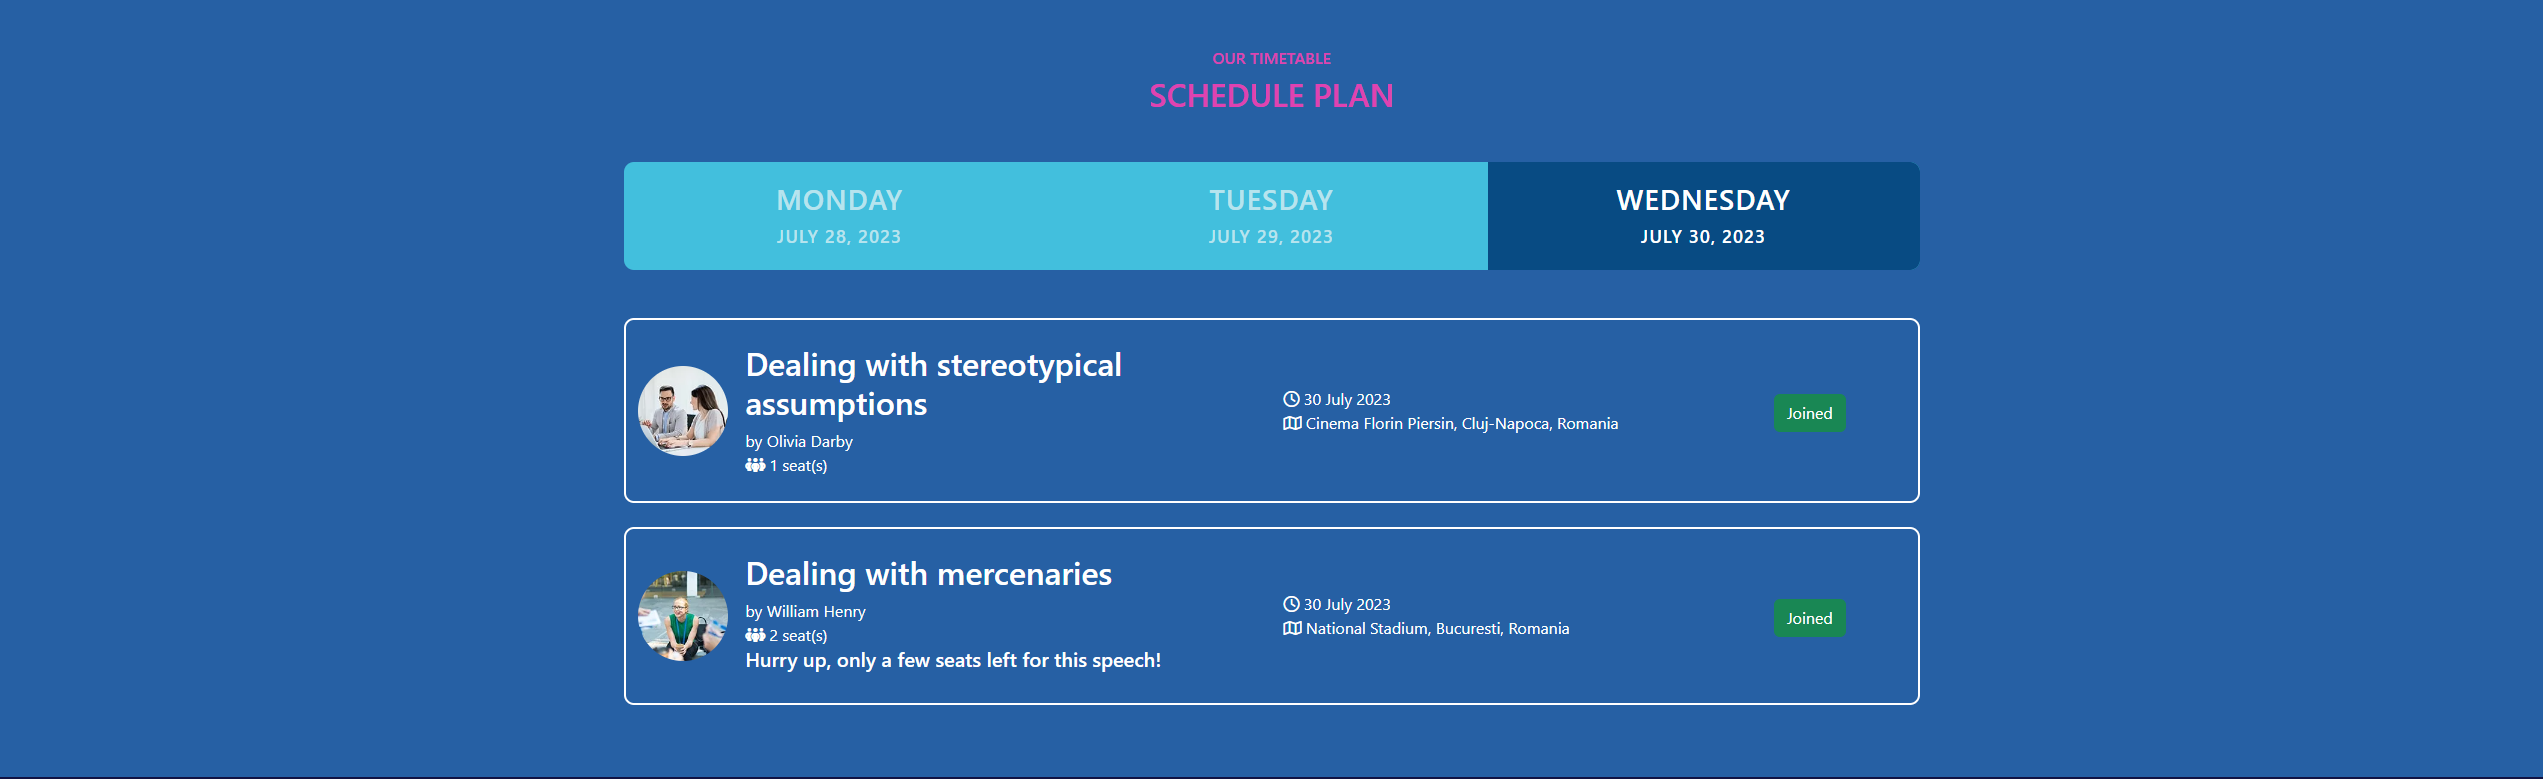 OUR TIMETABLE
SCHEDULE PLAN
MONDAY
JULY 28, 2023
TUESDAY
JULY 29, 2023
WEDNESDAY
JULY 30, 2023
Dealing with stereotypical
assumptions
by Olivia Darby
1 seat(s)
30 July 2023
Cinema Florin Piersin, Cluj-Napoca, Romania
Joined
Dealing with mercenaries
by William Henry
2 seat(s)
Hurry up, only a few seats left for this speech!
30 July 2023
National Stadium, Bucuresti, Romania
Joined